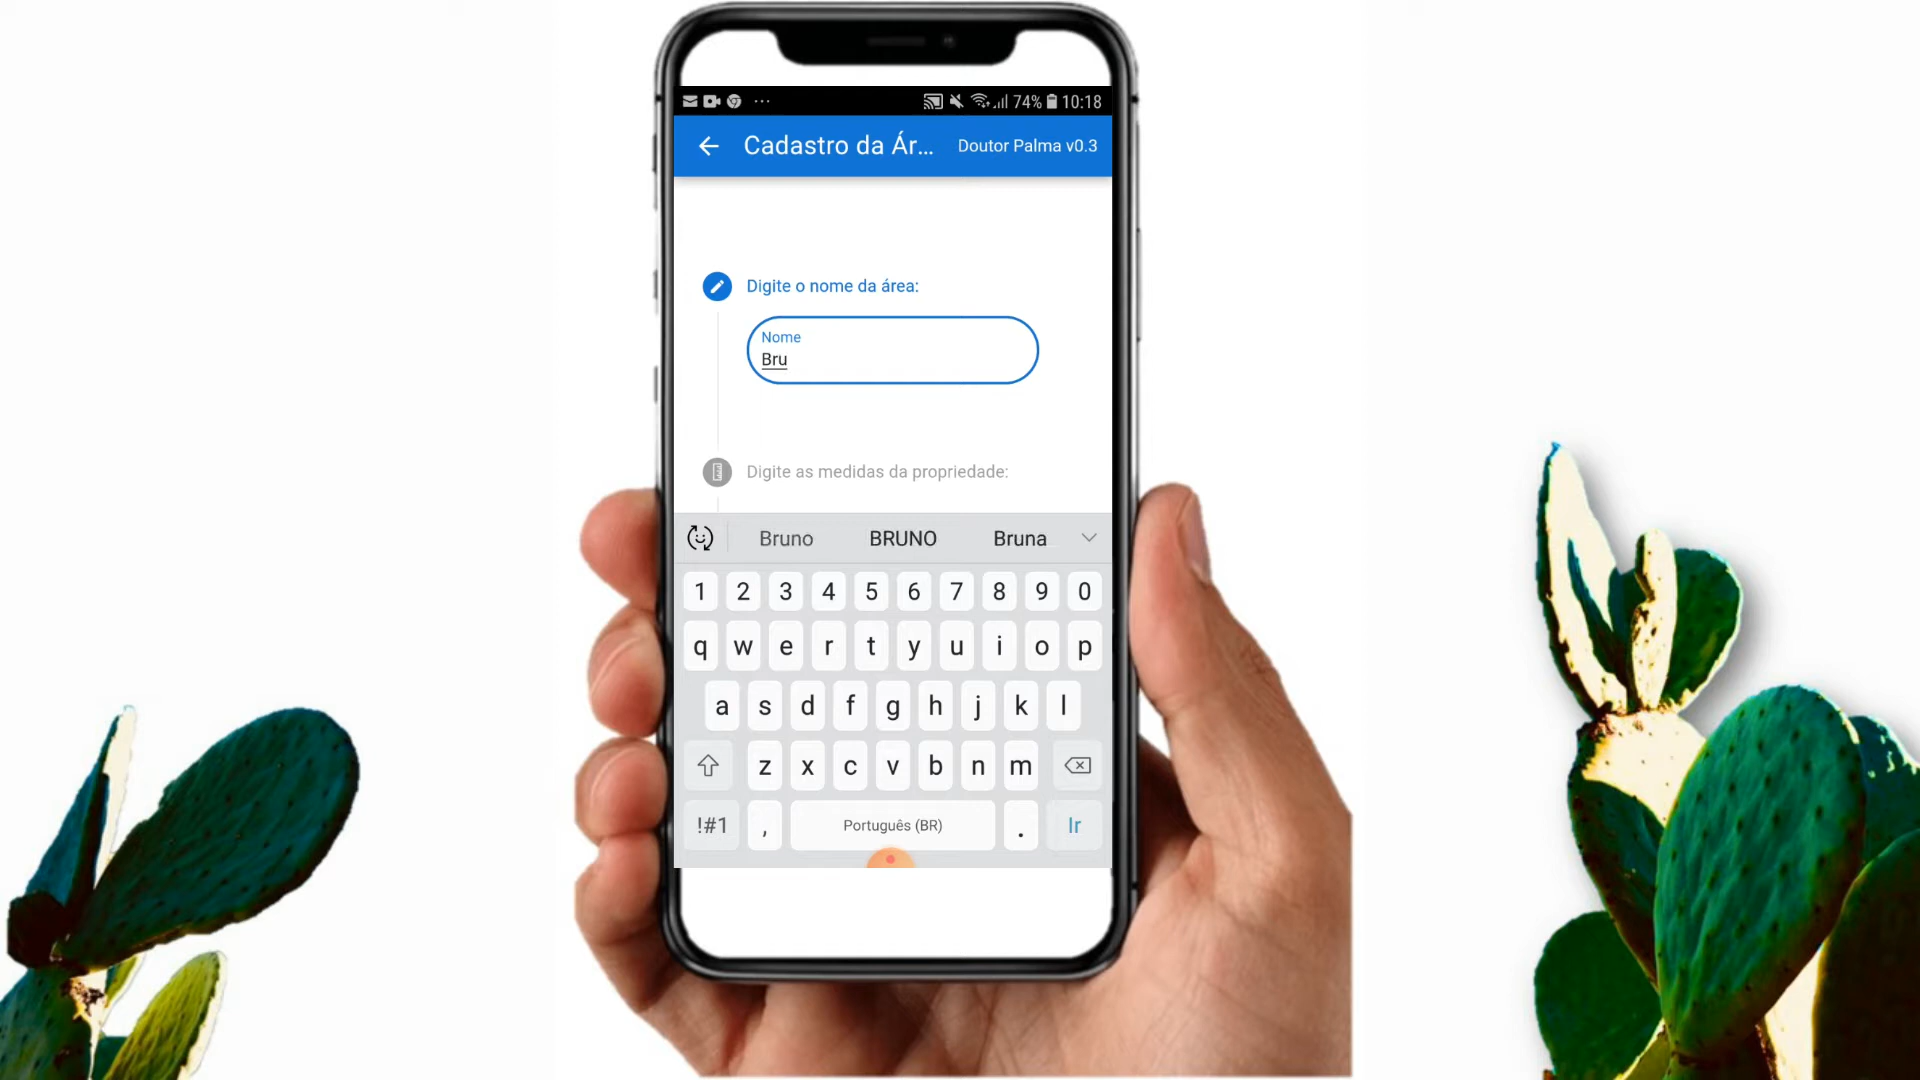 74% 10:18
Cadastro da Ár... Doutor Palma v0.3
Digite o nome da área:
Nome
Bru
Digite as medidas da propriedade:
Bruno BRUNO Bruna
1 2 3 4 5 6 7 8 9 0
q w e r t y u i o p
a s d f g h j k l
z x c v b n m
!#1 , Português (BR) . Ir